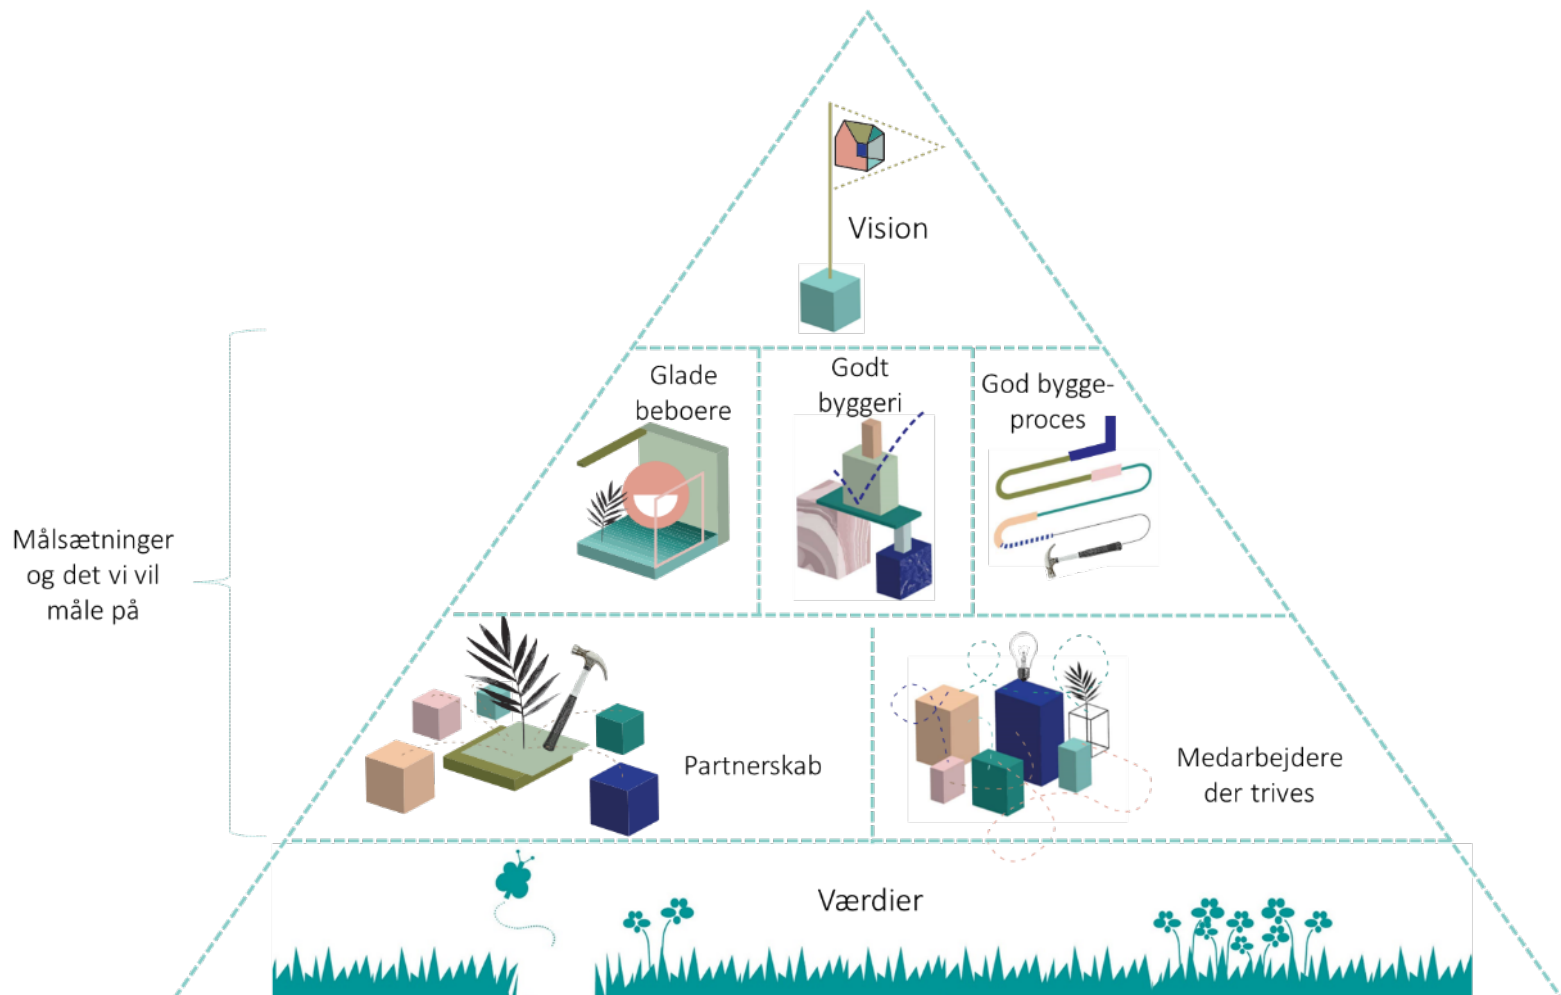 Vision
Glade
beboere
Godt
byggeri
God bygge-
proces
Målsætninger
og det vi vil
måle på
Partnerskab
Medarbejdere
der trives
Værdier